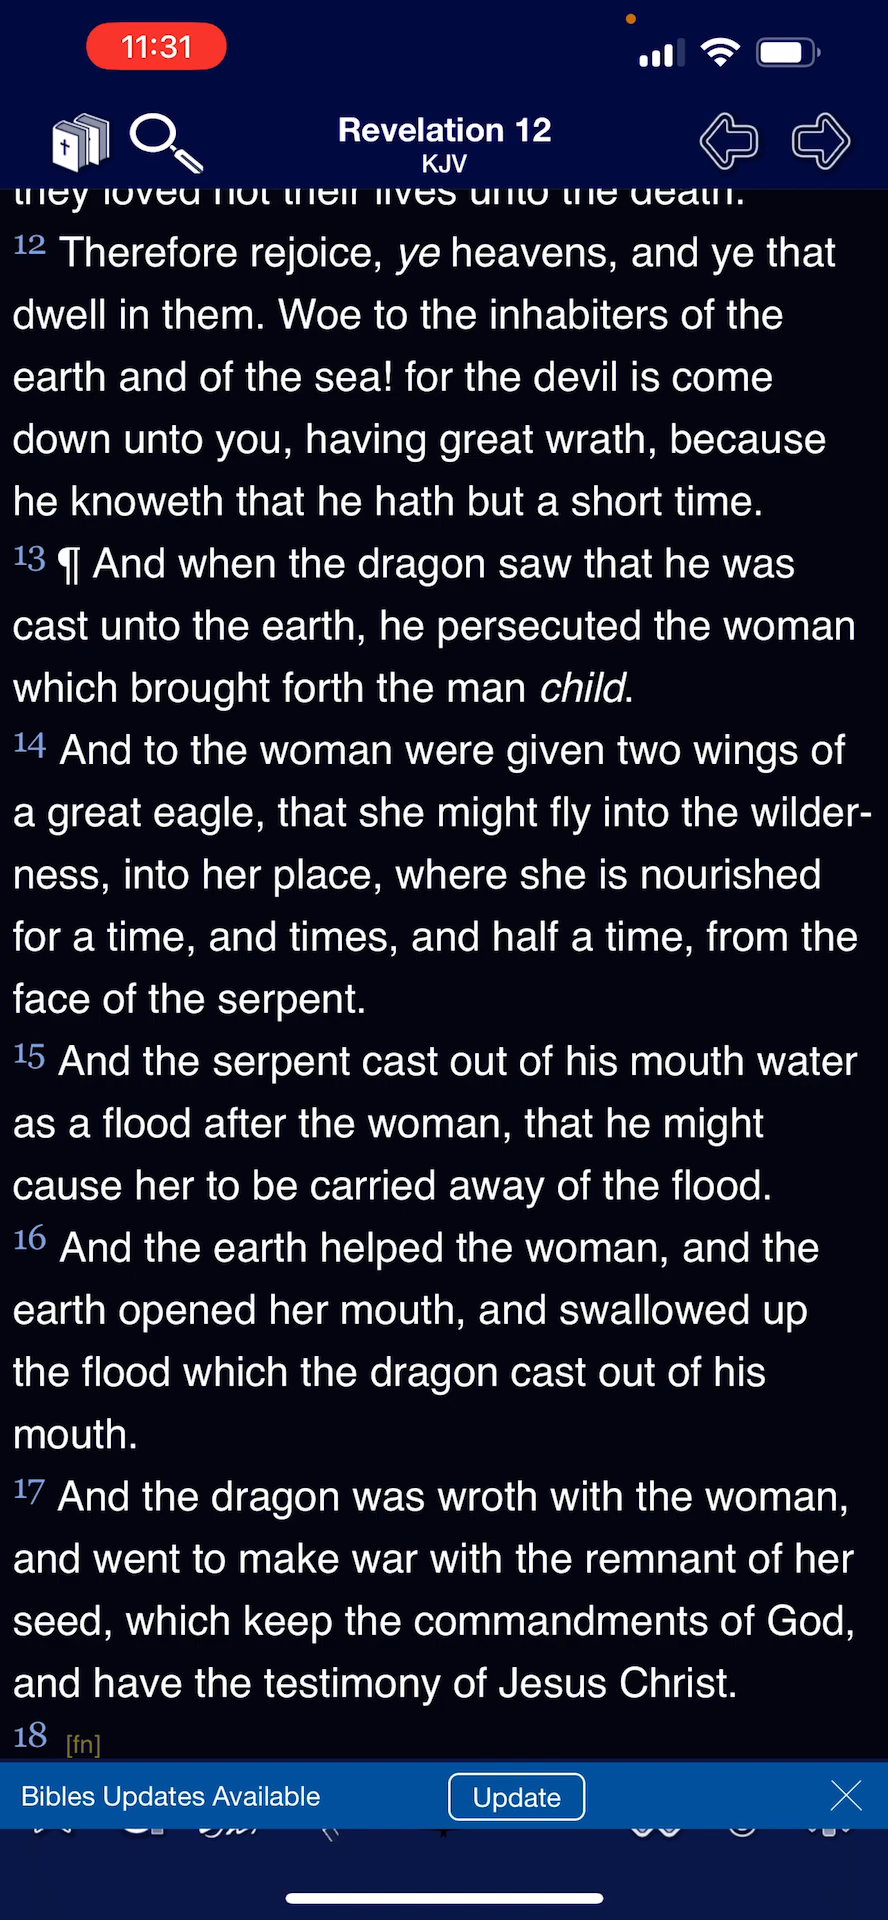 11:31
Revelation 12
KJV
they loved not their lives unto the death.
12 Therefore rejoice, ye heavens, and ye that
dwell in them. Woe to the inhabiters of the
earth and of the sea! for the devil is come
down unto you, having great wrath, because
he knoweth that he hath but a short time.
13 ¶ And when the dragon saw that he was
cast unto the earth, he persecuted the woman
which brought forth the man child.
14 And to the woman were given two wings of
a great eagle, that she might fly into the wilder-
ness, into her place, where she is nourished
for a time, and times, and half a time, from the
face of the serpent.
15 And the serpent cast out of his mouth water
as a flood after the woman, that he might
cause her to be carried away of the flood.
16 And the earth helped the woman, and the
earth opened her mouth, and swallowed up
the flood which the dragon cast out of his
mouth.
17 And the dragon was wroth with the woman,
and went to make war with the remnant of her
seed, which keep the commandments of God,
and have the testimony of Jesus Christ.
18 [fn]
Bibles Updates Available
Update